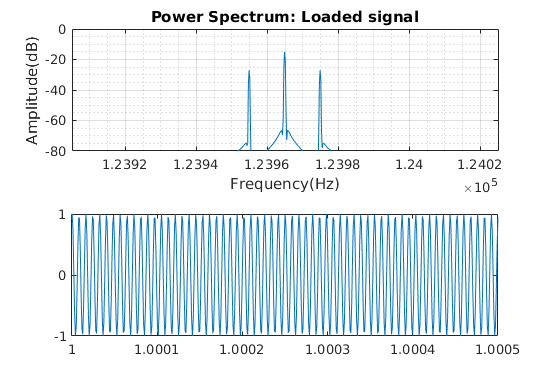 Power Spectrum: Loaded signal
0
-20
-40
-60
-80
Amplitude(dB)
1.2392 1.2394 1.2396 1.2398 1.24 1.2402
Frequency(Hz)
×10^5
1
0
-1
1 1.0001 1.0002 1.0003 1.0004 1.0005